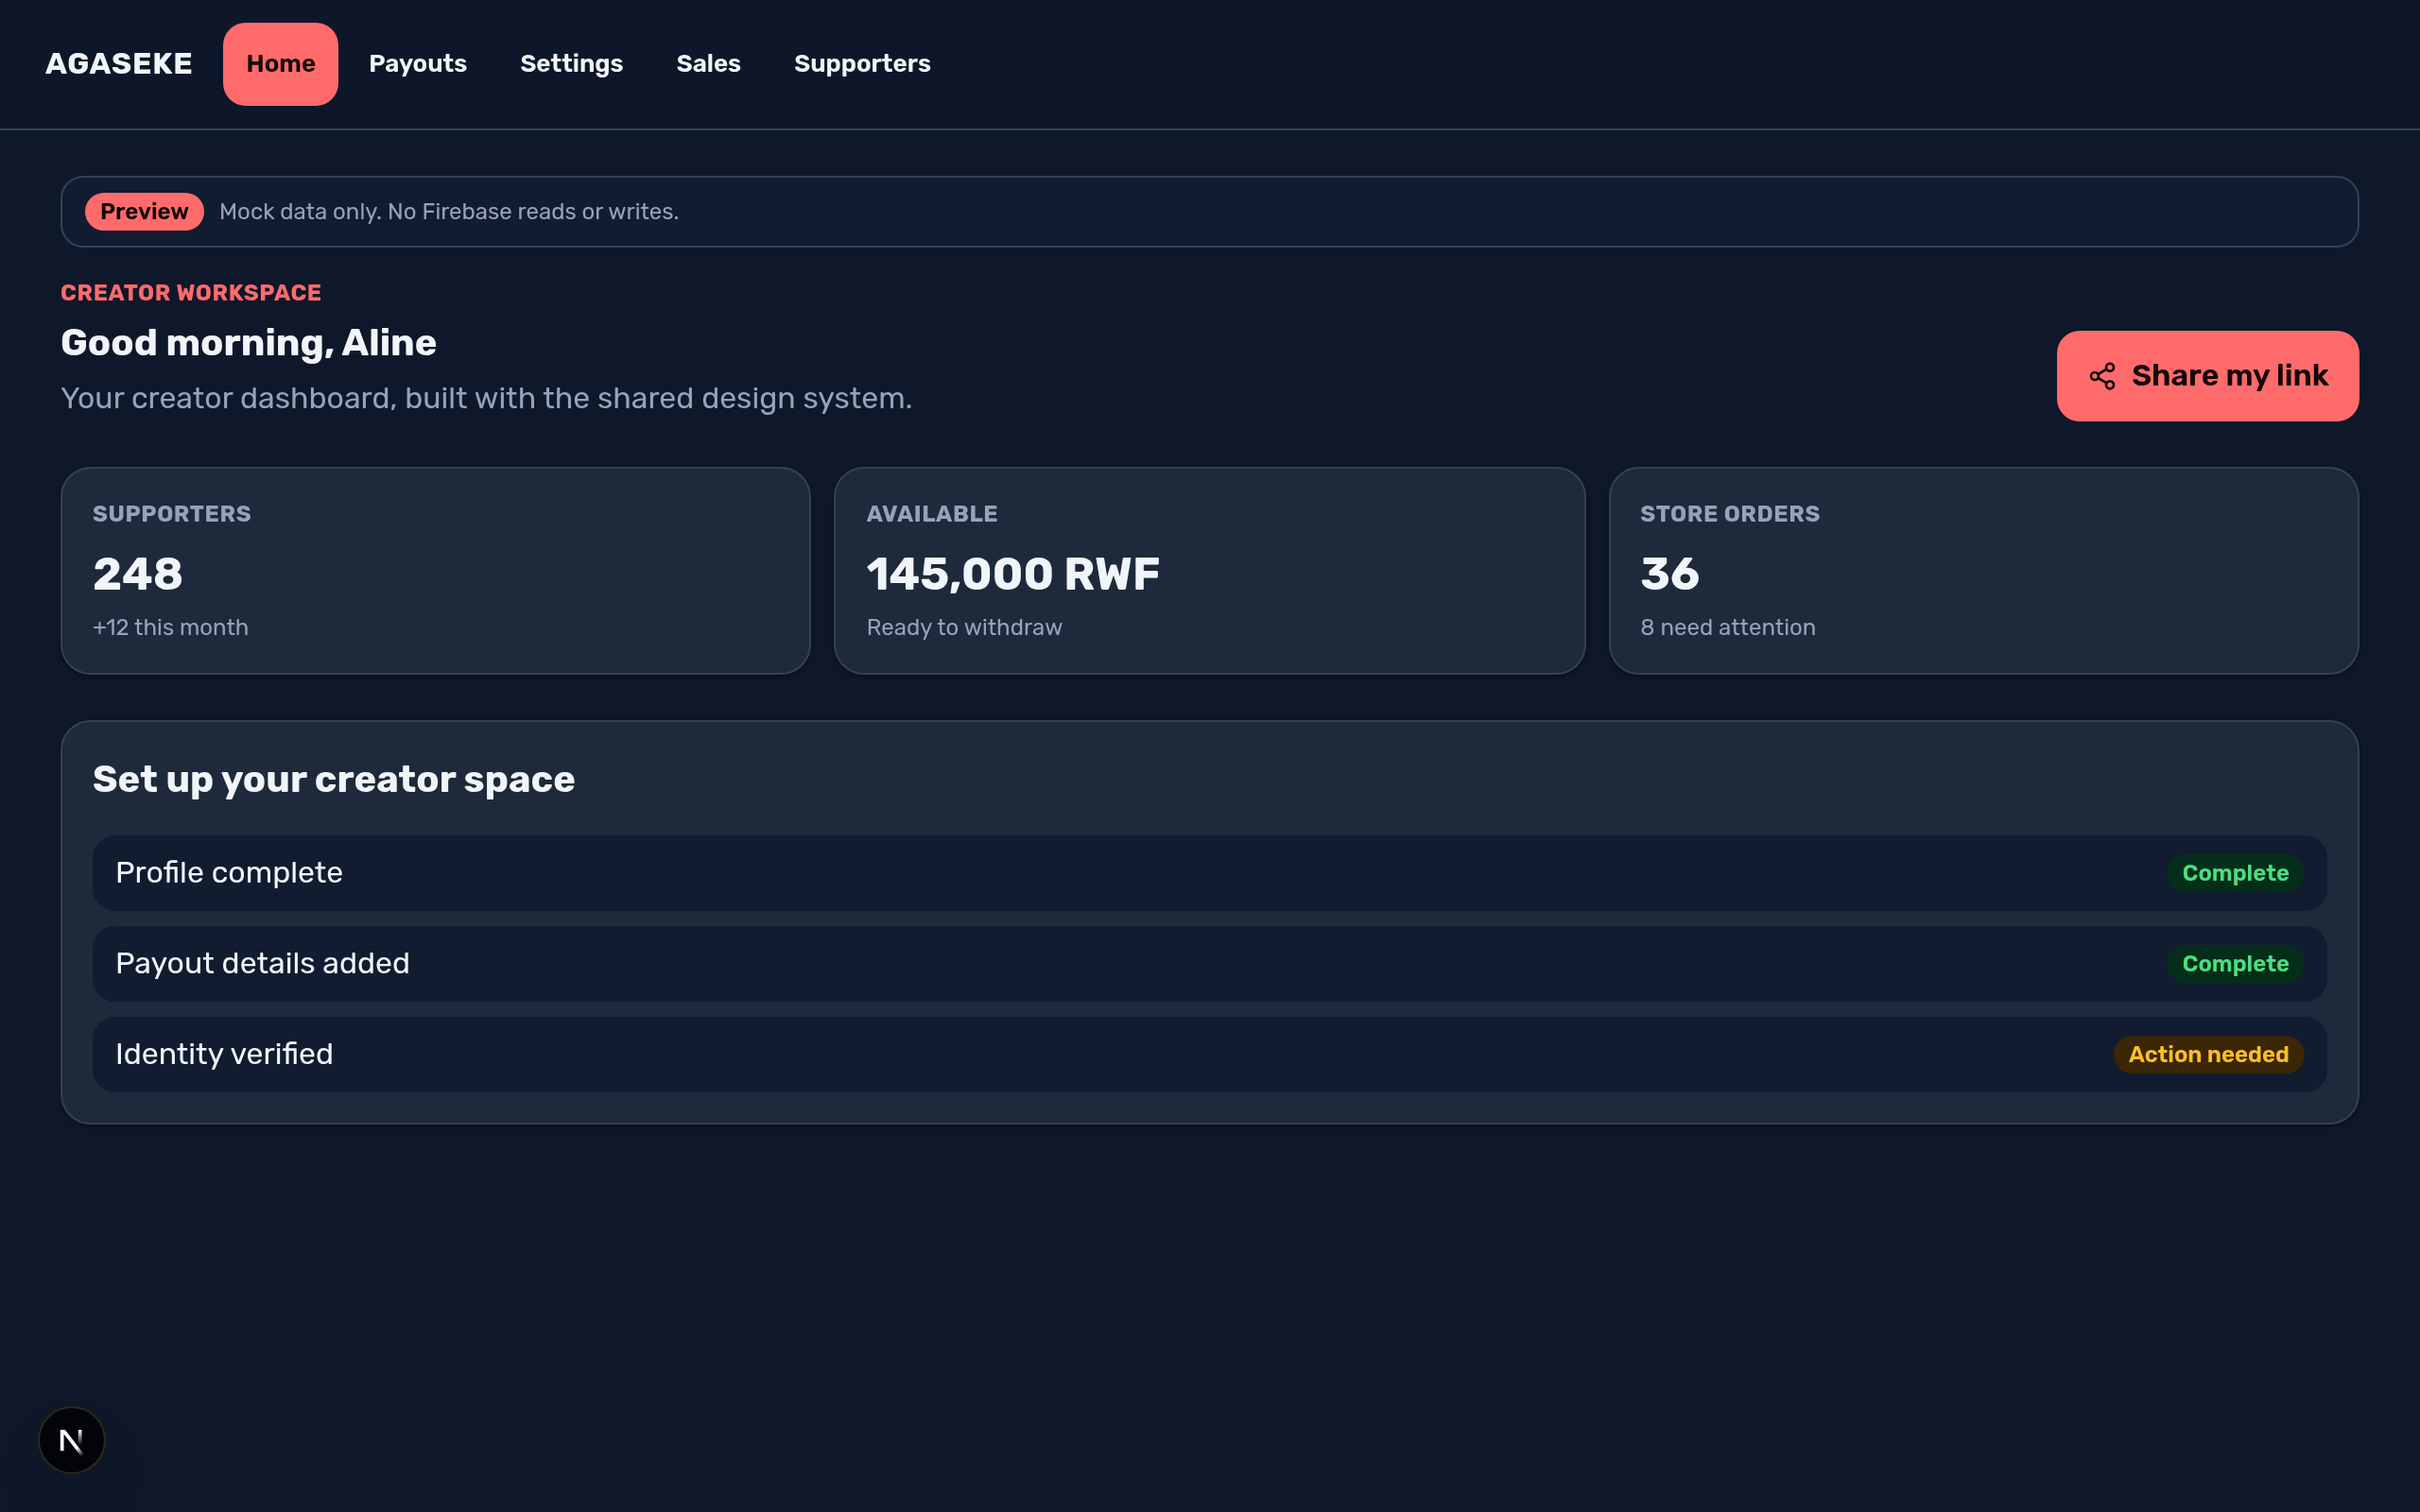 AGASEKE Home Payouts Settings Sales Supporters
Preview Mock data only. No Firebase reads or writes.
CREATOR WORKSPACE
Good morning, Aline
Your creator dashboard, built with the shared design system.
Share my link
SUPPORTERS
248
+12 this month
AVAILABLE
145,000 RWF
Ready to withdraw
STORE ORDERS
36
8 need attention
Set up your creator space
Profile complete Complete
Payout details added Complete
Identity verified Action needed
N